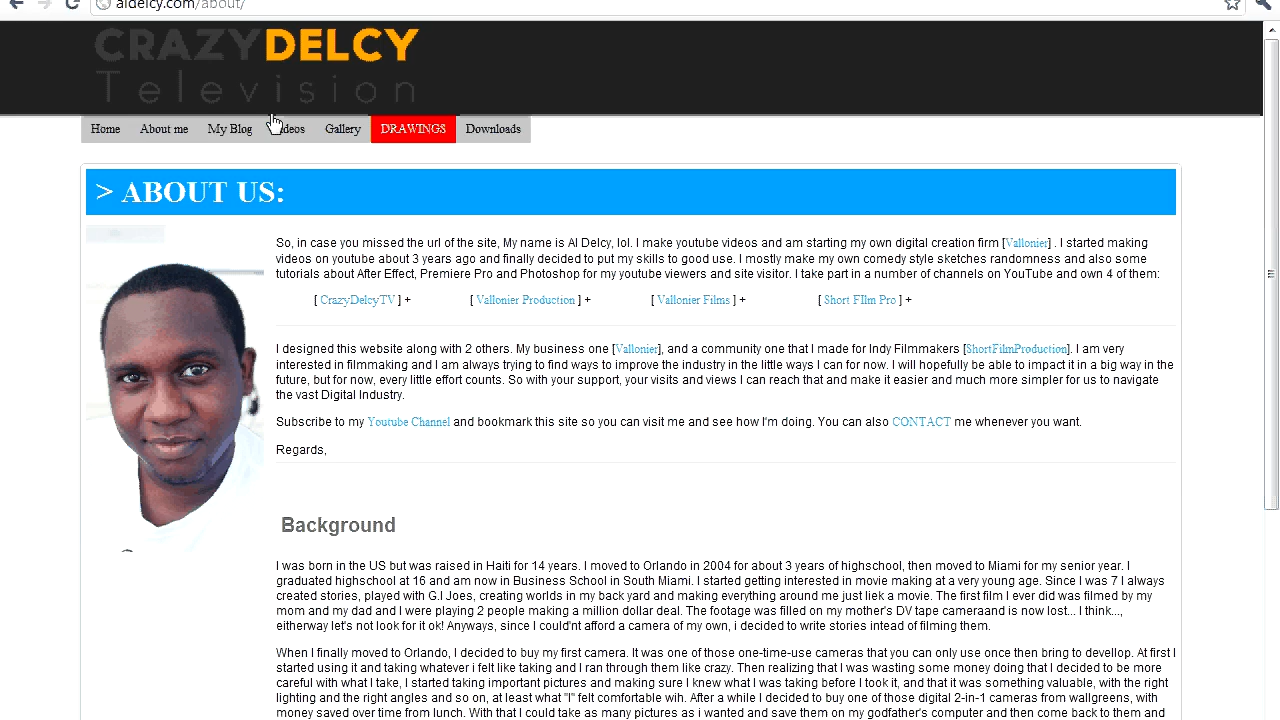 aldelcy.com/about/
CRAZYDELCY
Television
Home About me My Blog Videos Gallery DRAWINGS Downloads
> ABOUT US:
So, in case you missed the url of the site, My name is Al Delcy, lol. I make youtube videos and am starting my own digital creation firm [Vallonier] . I started making
videos on youtube about 3 years ago and finally decided to put my skills to good use. I mostly make my own comedy style sketches randomness and also some
tutorials about After Effect, Premiere Pro and Photoshop for my youtube viewers and site visitor. I take part in a number of channels on YouTube and own 4 of them:
[ CrazyDelcyTV ] + [ Vallonier Production ] + [ Vallonier Films ] + [ Short FIlm Pro ] +
I designed this website along with 2 others. My business one [Vallonier], and a community one that I made for Indy Filmmakers [ShortFilmProduction]. I am very
interested in filmmaking and I am always trying to find ways to improve the industry in the little ways I can for now. I will hopefully be able to impact it in a big way in the
future, but for now, every little effort counts. So with your support, your visits and views I can reach that and make it easier and much more simpler for us to navigate
the vast Digital Industry.
Subscribe to my Youtube Channel and bookmark this site so you can visit me and see how I'm doing. You can also CONTACT me whenever you want.
Regards,
Background
I was born in the US but was raised in Haiti for 14 years. I moved to Orlando in 2004 for about 3 years of highschool, then moved to Miami for my senior year. I
graduated highschool at 16 and am now in Business School in South Miami. I started getting interested in movie making at a very young age. Since I was 7 I always
created stories, played with G.I Joes, creating worlds in my back yard and making everything around me just liek a movie. The first film I ever did was filmed by my
mom and my dad and I were playing 2 people making a million dollar deal. The footage was filled on my mother's DV tape cameraand is now lost... I think...,
eitherway let's not look for it ok! Anyways, since I could'nt afford a camera of my own, i decided to write stories intead of filming them.
When I finally moved to Orlando, I decided to buy my first camera. It was one of those one-time-use cameras that you can only use once then bring to devellop. At first I
started using it and taking whatever i felt like taking and I ran through them like crazy. Then realizing that I was wasting some money doing that I decided to be more
careful with what I take, I started taking important pictures and making sure I knew what I was taking before I took it, and that it was something valuable, with the right
lighting and the right angles and so on, at least what "I" felt comfortable wih. After a while I decided to buy one of those digital 2-in-1 cameras from wallgreens, with
money saved over time from lunch. With that I could take as many pictures as i wanted and save them on my godfather's computer and then come back to them and